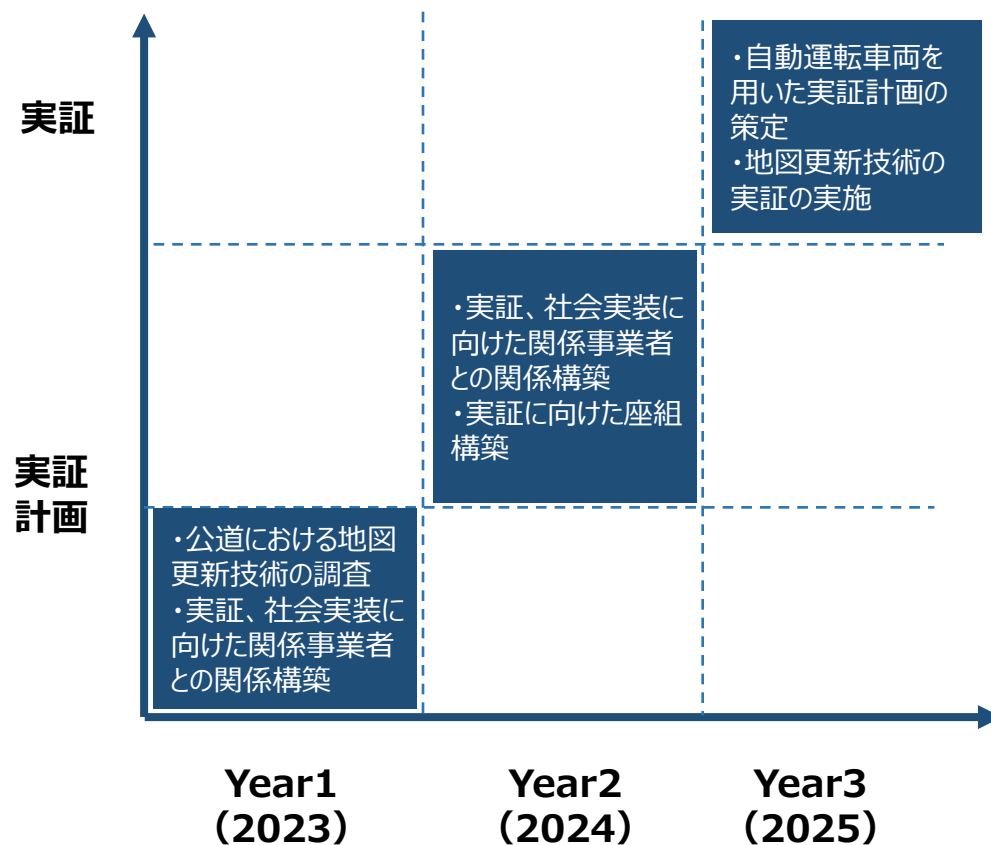 実証
・自動運転車両を
用いた実証計画の
策定
・地図更新技術の
実証の実施
・実証、社会実装に
向けた関係事業者
との関係構築
・実証に向けた座組
構築
実証
計画
・公道における地図
更新技術の調査
・実証、社会実装に
向けた関係事業者
との関係構築
Year1
（2023）
Year2
（2024）
Year3
（2025）